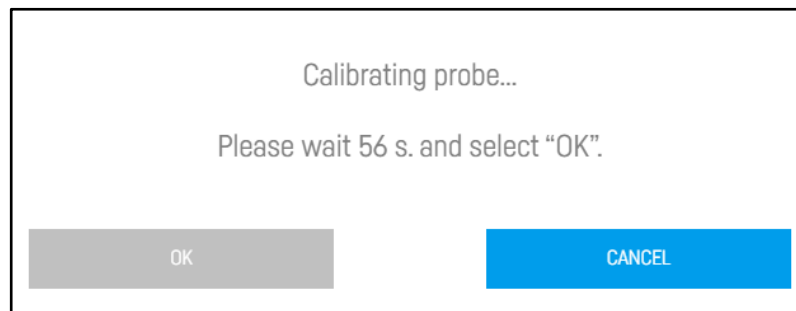 Calibrating probe...
Please wait 56 s. and select “OK”.
OK
CANCEL